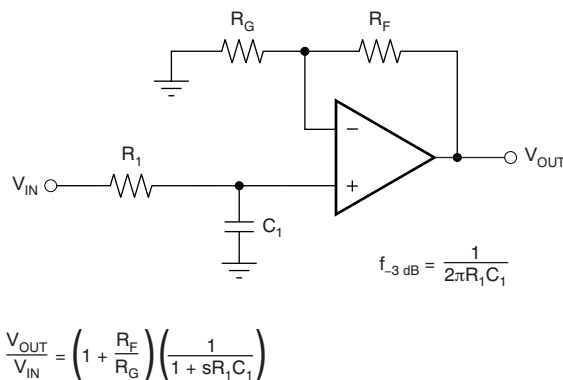 R_G
R_F
R_1
V_IN
−
+
V_OUT
C_1
f_−3 dB = 1 / 2πR_1C_1
V_OUT / V_IN = (1 + R_F / R_G)(1 / 1 + sR_1C_1)